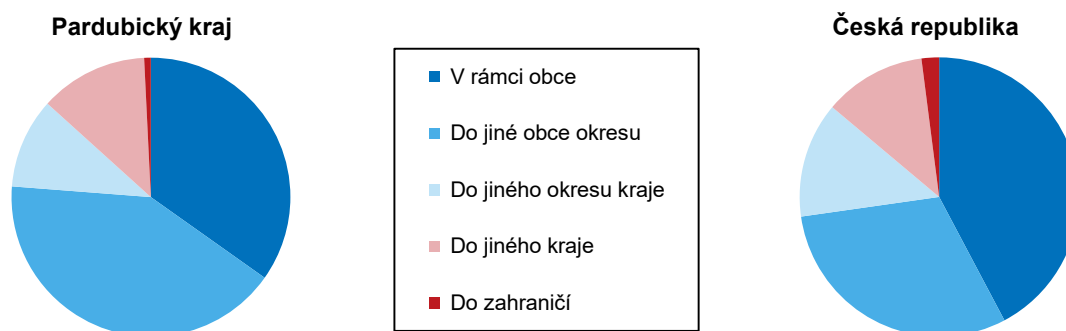 Pardubický kraj
Česká republika
V rámci obce
Do jiné obce okresu
Do jiného okresu kraje
Do jiného kraje
Do zahraničí